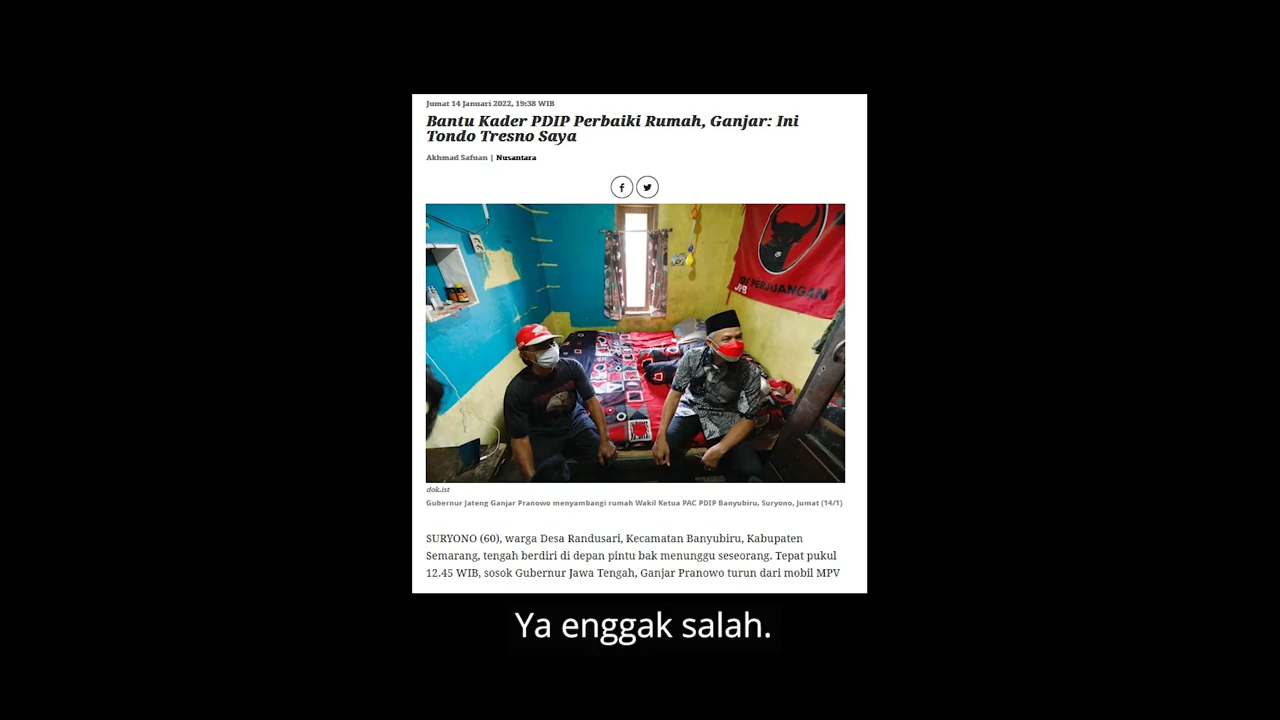 Jumat 14 Januari 2022, 19:38 WIB
Bantu Kader PDIP Perbaiki Rumah, Ganjar: Ini
Tondo Tresno Saya
Akhmad Safuan | Nusantara
PERJUANGAN
dok.ist
Gubernur Jateng Ganjar Pranowo menyambangi rumah Wakil Ketua PAC PDIP Banyubiru, Suryono, Jumat (14/1)
SURYONO (60), warga Desa Randusari, Kecamatan Banyubiru, Kabupaten
Semarang, tengah berdiri di depan pintu bak menunggu seseorang. Tepat pukul
12.45 WIB, sosok Gubernur Jawa Tengah, Ganjar Pranowo turun dari mobil MPV
Ya enggak salah.